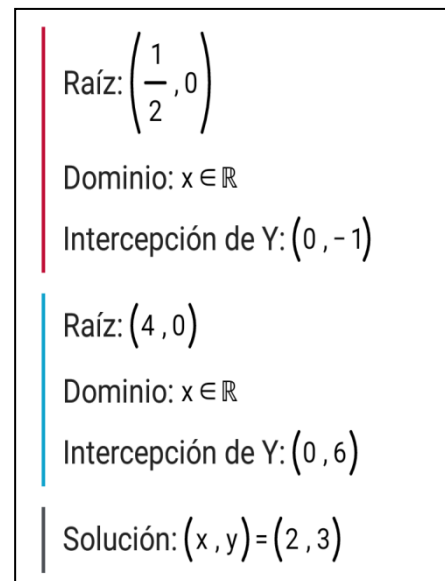 Raíz: (1/2, 0)
Dominio: x ∈ ℝ
Intercepción de Y: (0, -1)
Raíz: (4, 0)
Dominio: x ∈ ℝ
Intercepción de Y: (0, 6)
Solución: (x, y) = (2, 3)